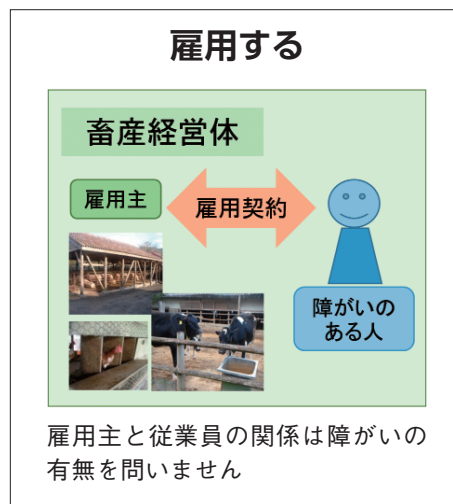 雇用する
畜産経営体
雇用主
雇用契約
障がいの
ある人
雇用主と従業員の関係は障がいの
有無を問いません